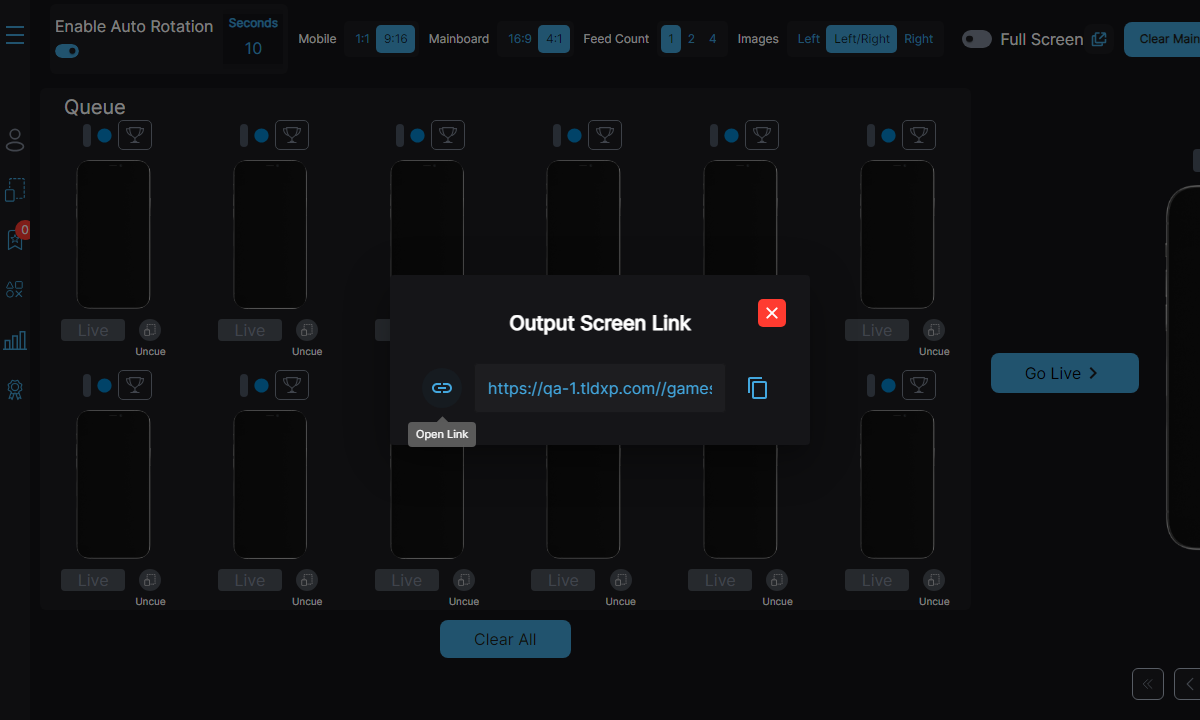 Enable Auto Rotation
Seconds
10
Mobile 1:1 9:16 Mainboard 16:9 4:1 Feed Count 1 2 4 Images Left Left/Right Right Full Screen Clear Main
Queue
0
Live Live Live
Uncue Uncue Uncue
Output Screen Link
https://qa-1.tldxp.com//games
Open Link
Go Live
Live Live Live Live Live Live
Uncue Uncue Uncue Uncue Uncue Uncue
Clear All